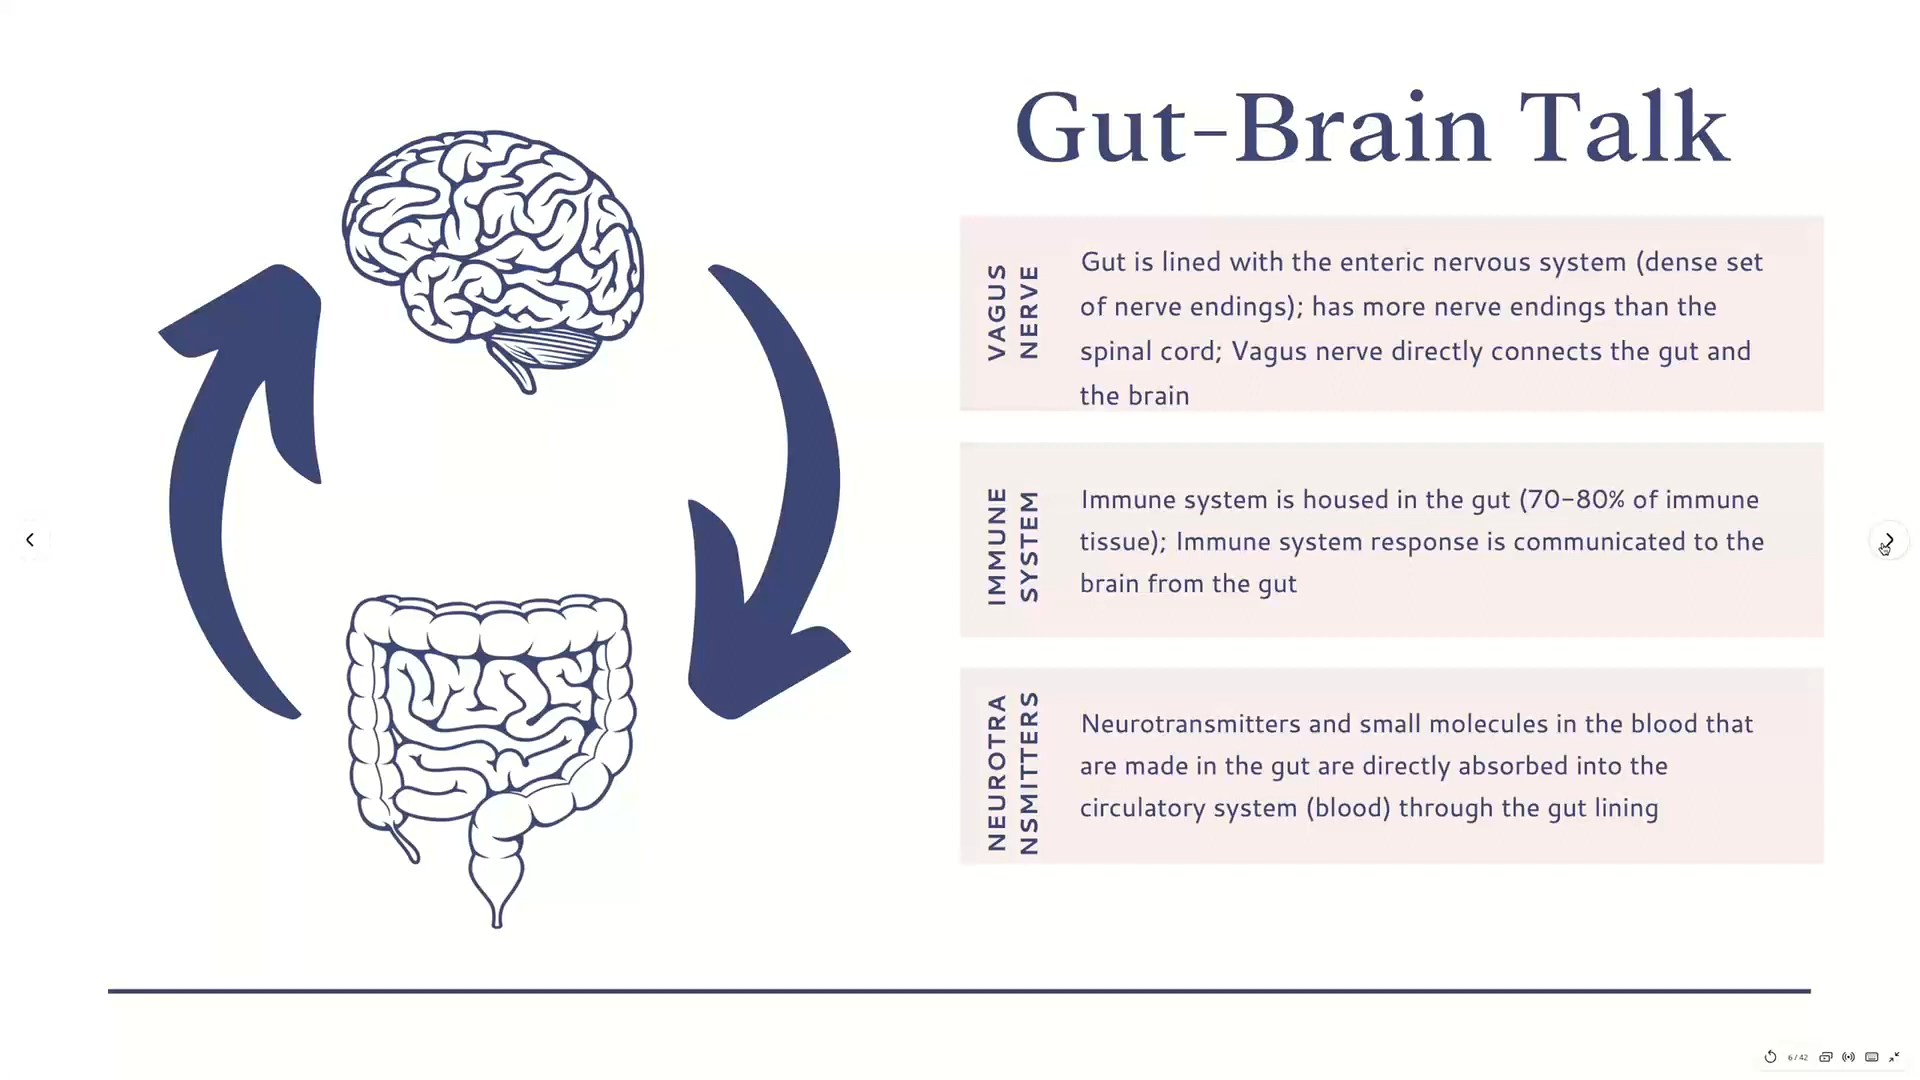 Gut-Brain Talk
VAGUS
NERVE
Gut is lined with the enteric nervous system (dense set
of nerve endings); has more nerve endings than the
spinal cord; Vagus nerve directly connects the gut and
the brain
IMMUNE
SYSTEM
Immune system is housed in the gut (70-80% of immune
tissue); Immune system response is communicated to the
brain from the gut
NEUROTRA
NSMITTERS
Neurotransmitters and small molecules in the blood that
are made in the gut are directly absorbed into the
circulatory system (blood) through the gut lining
6 / 42